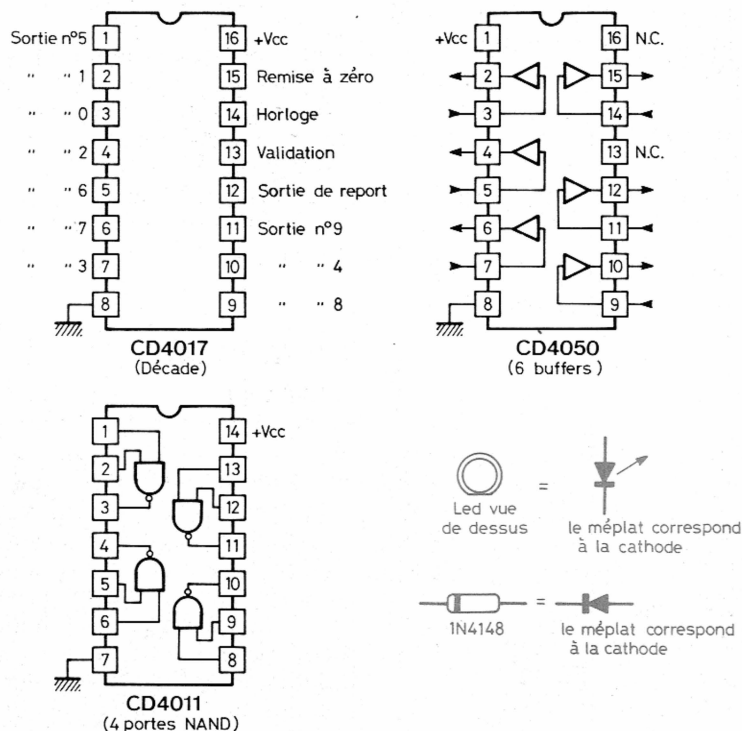 Sortie n°5 1 16 +Vcc
" " 1 2 15 Remise à zéro
" " 0 3 14 Horloge
" " 2 4 13 Validation
" " 6 5 12 Sortie de report
" " 7 6 11 Sortie n°9
" " 3 7 10 " " 4
8 9 " " 8
CD4017
(Décade)
+Vcc 1 16 N.C.
2 15
3 14
4 13 N.C.
5 12
6 11
7 10
8 9
CD4050
(6 buffers)
1 14 +Vcc
2 13
3 12
4 11
5 10
6 9
7 8
CD4011
(4 portes NAND)
Led vue
de dessus
=
le méplat correspond
à la cathode
1N4148
=
le méplat correspond
à la cathode